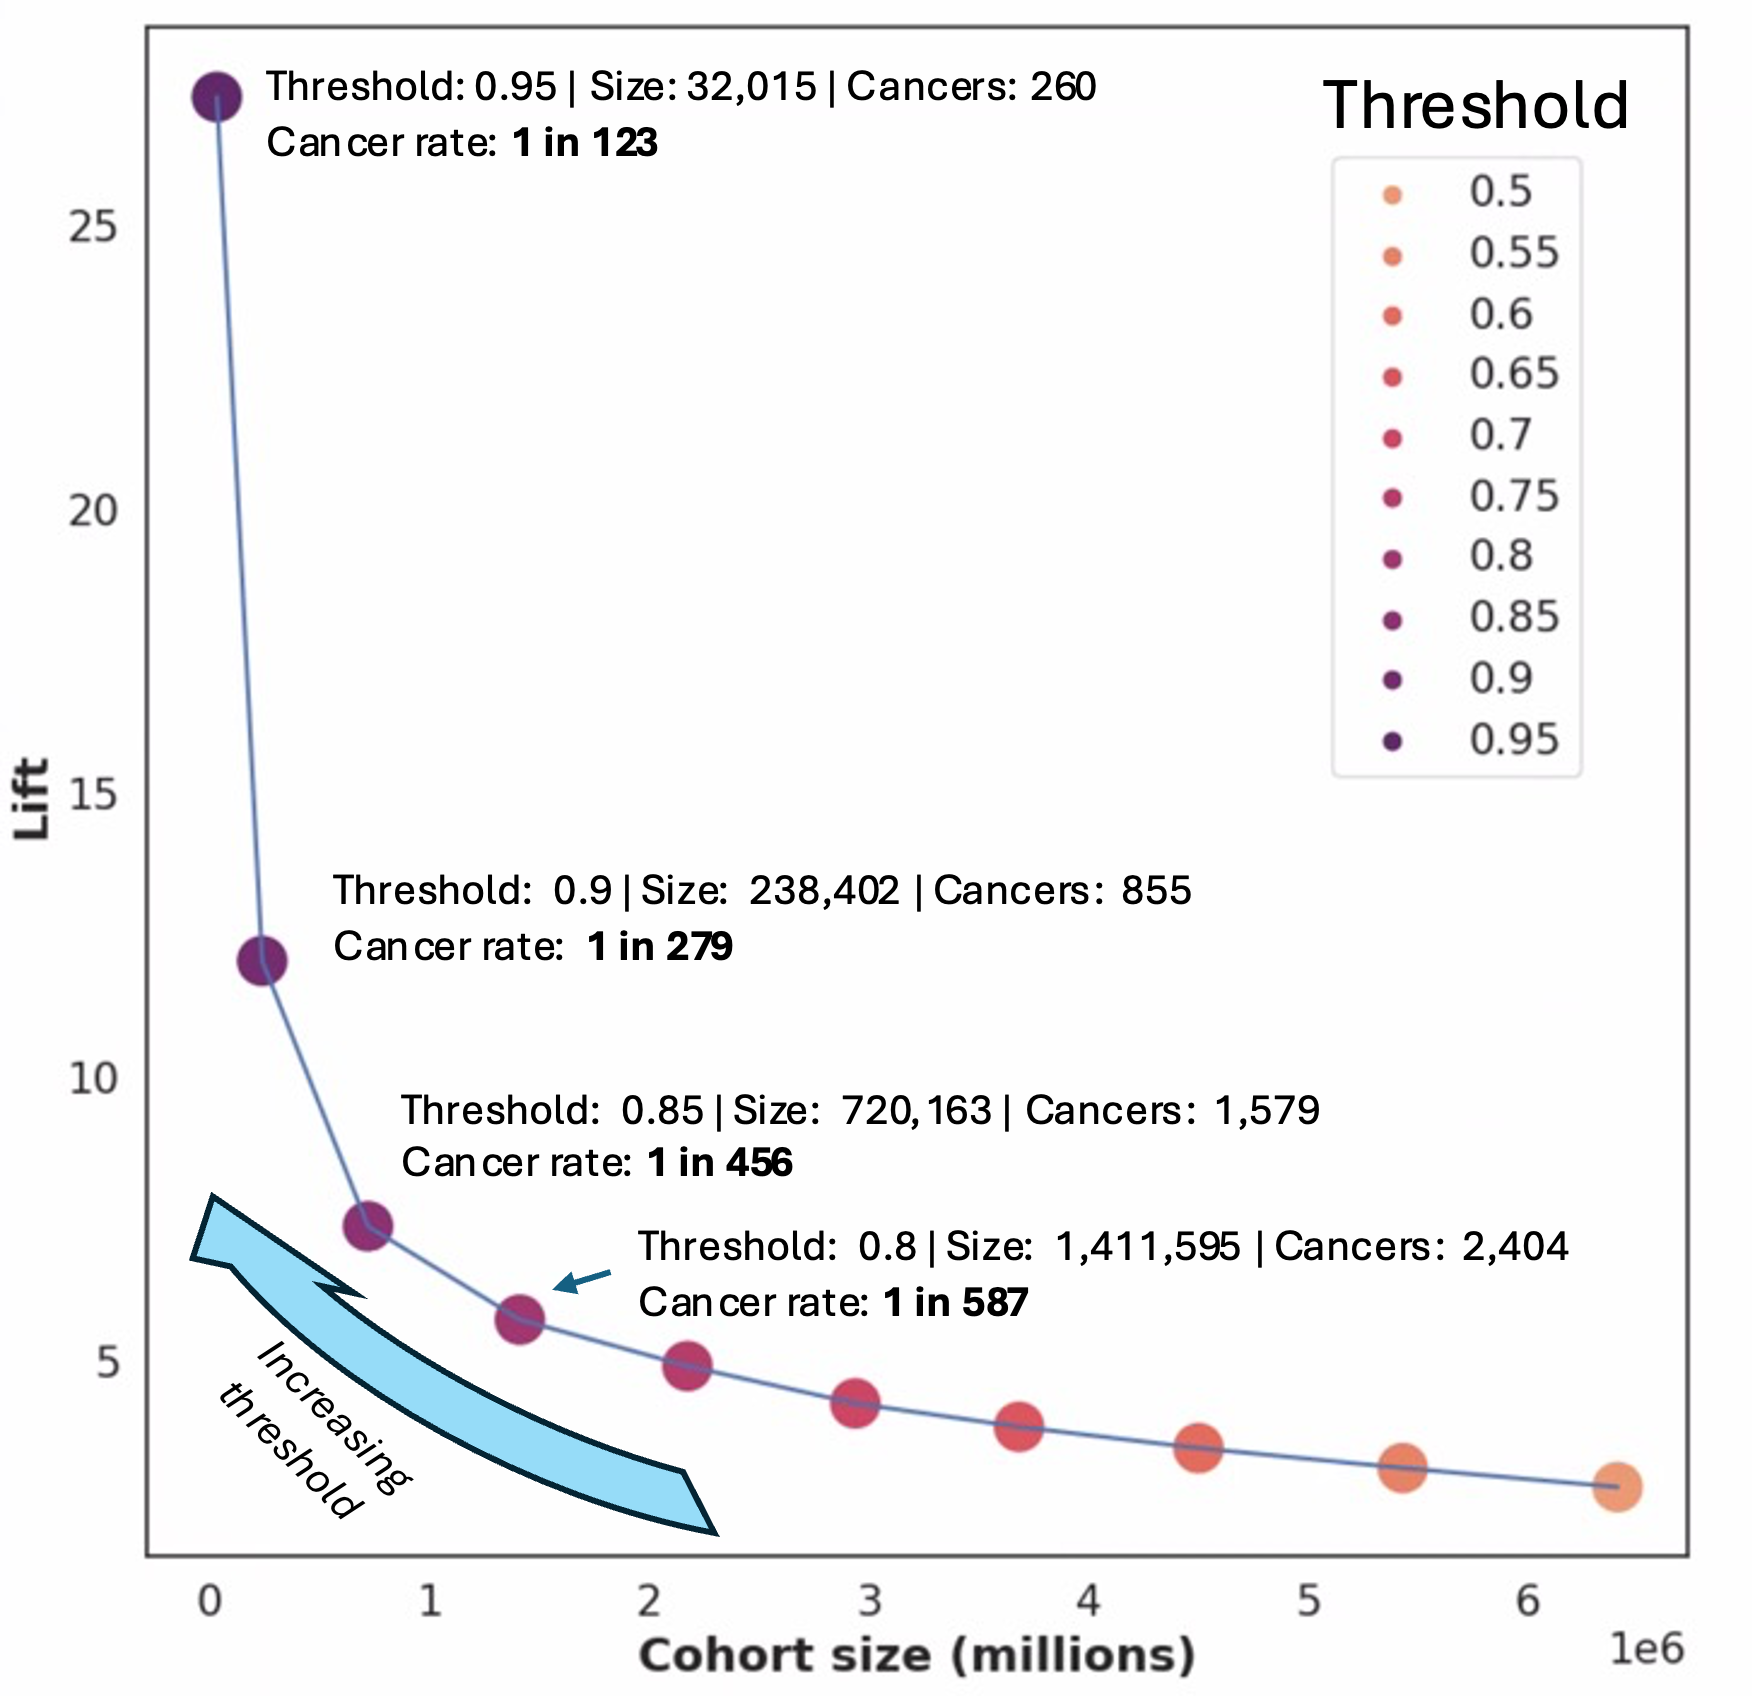 Threshold: 0.95 | Size: 32,015 | Cancers: 260
Cancer rate: 1 in 123
Threshold
0.5
0.55
0.6
0.65
0.7
0.75
0.8
0.85
0.9
0.95
25
20
15
10
5
Lift
Threshold: 0.9 | Size: 238,402 | Cancers: 855
Cancer rate: 1 in 279
Threshold: 0.85 | Size: 720,163 | Cancers: 1,579
Cancer rate: 1 in 456
Threshold: 0.8 | Size: 1,411,595 | Cancers: 2,404
Cancer rate: 1 in 587
Increasing
threshold
0 1 2 3 4 5 6
1e6
Cohort size (millions)